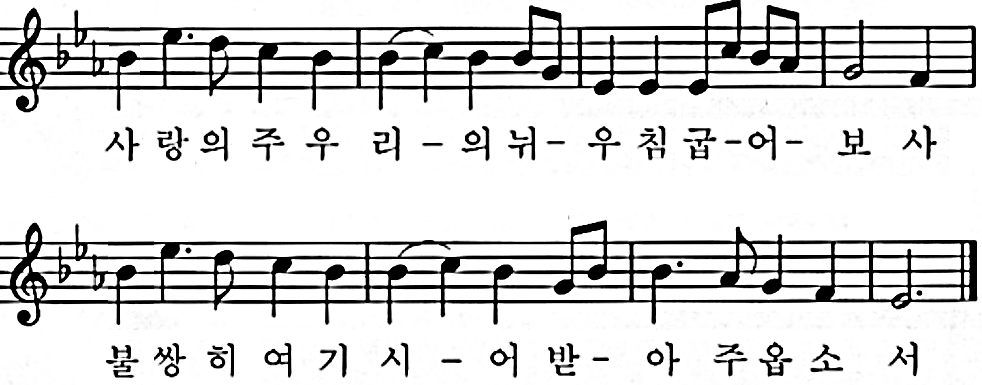 사 랑 의 주 우 리 - 의 뉘 - 우 침 굽 - 어 - 보 사
불 쌍 히 여 기 시 - 어 받 - 아 주 옵 소 서